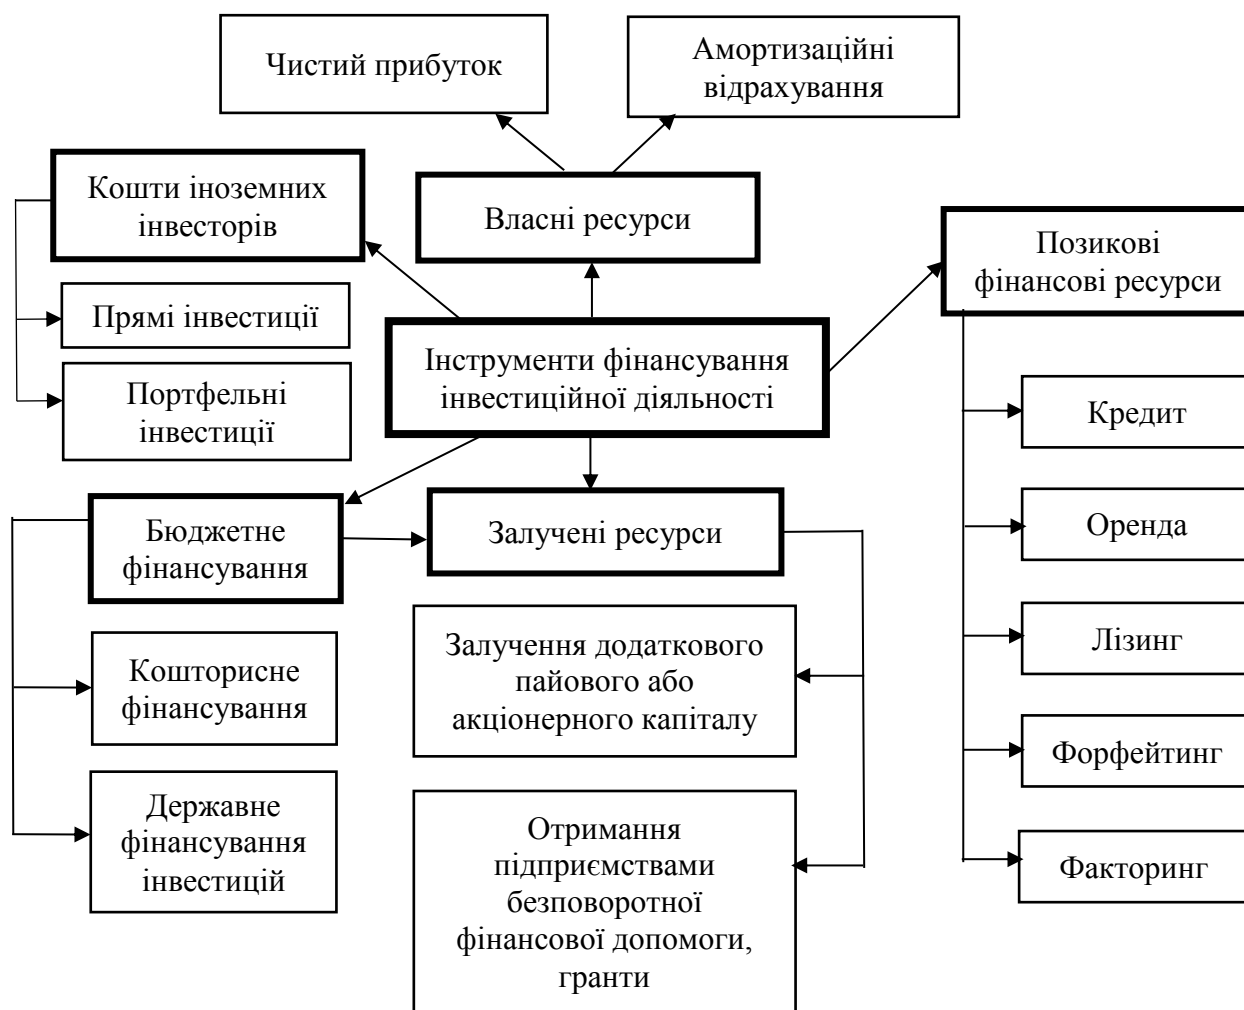 Чистий прибуток
Амортизаційні
відрахування
Кошти іноземних
інвесторів
Власні ресурси
Позикові
фінансові ресурси
Прямі інвестиції
Портфельні
інвестиції
Інструменти фінансування
інвестиційної діяльності
Кредит
Бюджетне
фінансування
Залучені ресурси
Оренда
Кошторисне
фінансування
Залучення додаткового
пайового або
акціонерного капіталу
Лізинг
Державне
фінансування
інвестицій
Отримання
підприємствами
безповоротної
фінансової допомоги,
гранти
Форфейтинг
Факторинг